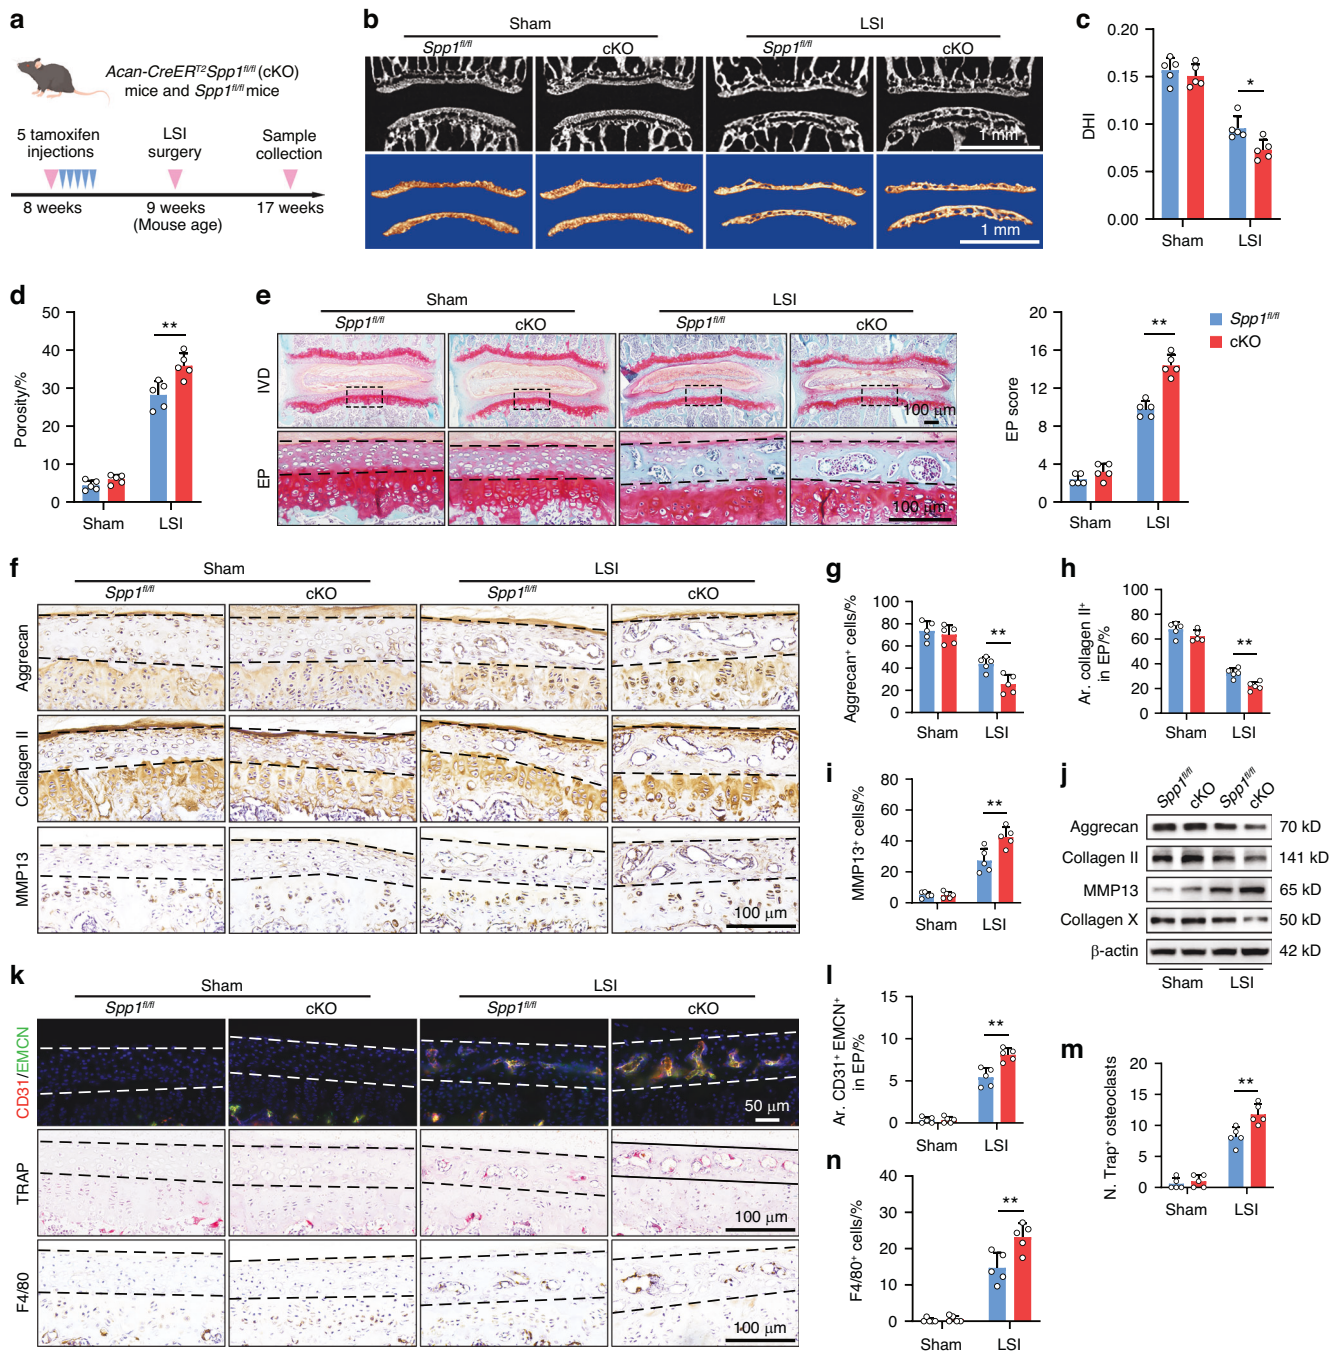 a
Acan-CreERT2Spp1fl/fl (cKO)
mice and Spp1fl/fl mice
5 tamoxifen
injections
LSI
surgery
Sample
collection
8 weeks
9 weeks
(Mouse age)
17 weeks
b
Sham
LSI
Spp1fl/fl
cKO
Spp1fl/fl
cKO
1 mm
1 mm
c
DHI
0.20
0.15
0.10
0.05
0.00
*
Sham
LSI
d
Porosity/%
50
40
30
20
10
0
**
Sham
LSI
e
Sham
LSI
Spp1fl/fl
cKO
Spp1fl/fl
cKO
IVD
EP
100 μm
100 μm
EP score
20
16
12
8
4
0
**
Sham
LSI
Spp1fl/fl
cKO
f
Sham
LSI
Spp1fl/fl
cKO
Spp1fl/fl
cKO
Aggrecan
Collagen II
MMP13
100 μm
g
Aggrecan+ cells/%
100
80
60
40
20
0
**
Sham
LSI
h
Ar. collagen II+
in EP/%
100
80
60
40
20
0
**
Sham
LSI
i
MMP13+ cells/%
80
60
40
20
0
**
Sham
LSI
j
Spp1fl/fl
cKO
Spp1fl/fl
cKO
Aggrecan
70 kD
Collagen II
141 kD
MMP13
65 kD
Collagen X
50 kD
β-actin
42 kD
Sham
LSI
k
Sham
LSI
Spp1fl/fl
cKO
Spp1fl/fl
cKO
CD31/EMCN
50 μm
TRAP
100 μm
F4/80
100 μm
l
Ar. CD31+ EMCN+
in EP/%
15
10
5
0
**
Sham
LSI
m
N. Trap+ osteoclasts
20
15
10
5
0
**
Sham
LSI
n
F4/80+ cells/%
40
30
20
10
0
**
Sham
LSI